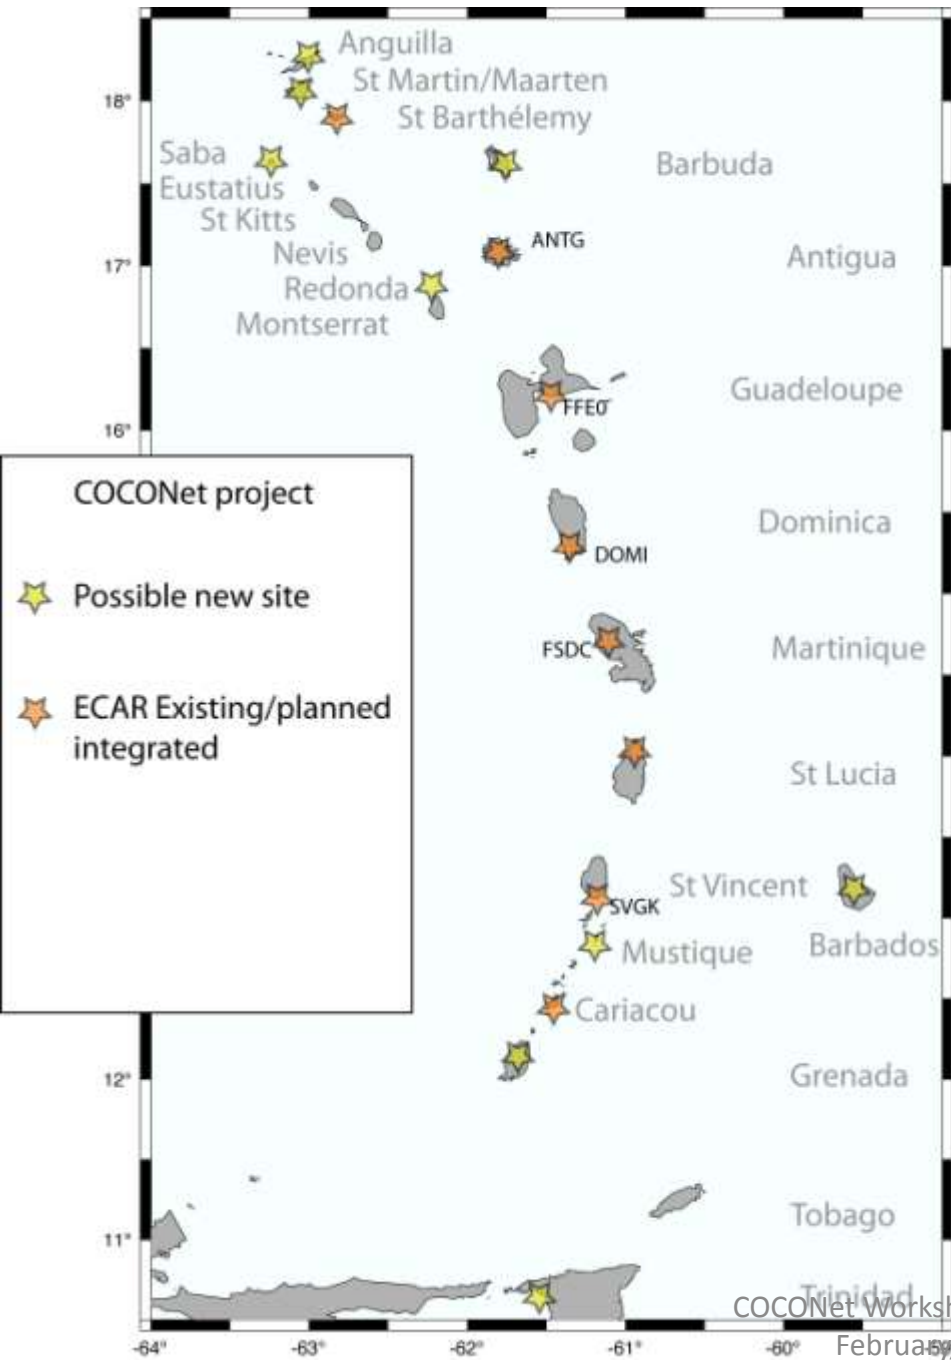 Anguilla
18°
St Martin/Maarten
St Barthélemy
Saba
Barbuda
Eustatius
St Kitts
ANTG
Nevis
17°
Antigua
Redonda
Montserrat
Guadeloupe
FFE0
16°
COCONet project
Dominica
DOMI
Possible new site
FSDC
Martinique
ECAR Existing/planned
integrated
St Lucia
St Vincent
SVGK
Mustique
Barbados
Cariacou
12°
Grenada
Tobago
11°
Trinidad
COCONet Worksh
February
-64°
-63°
-62°
-61°
-60°